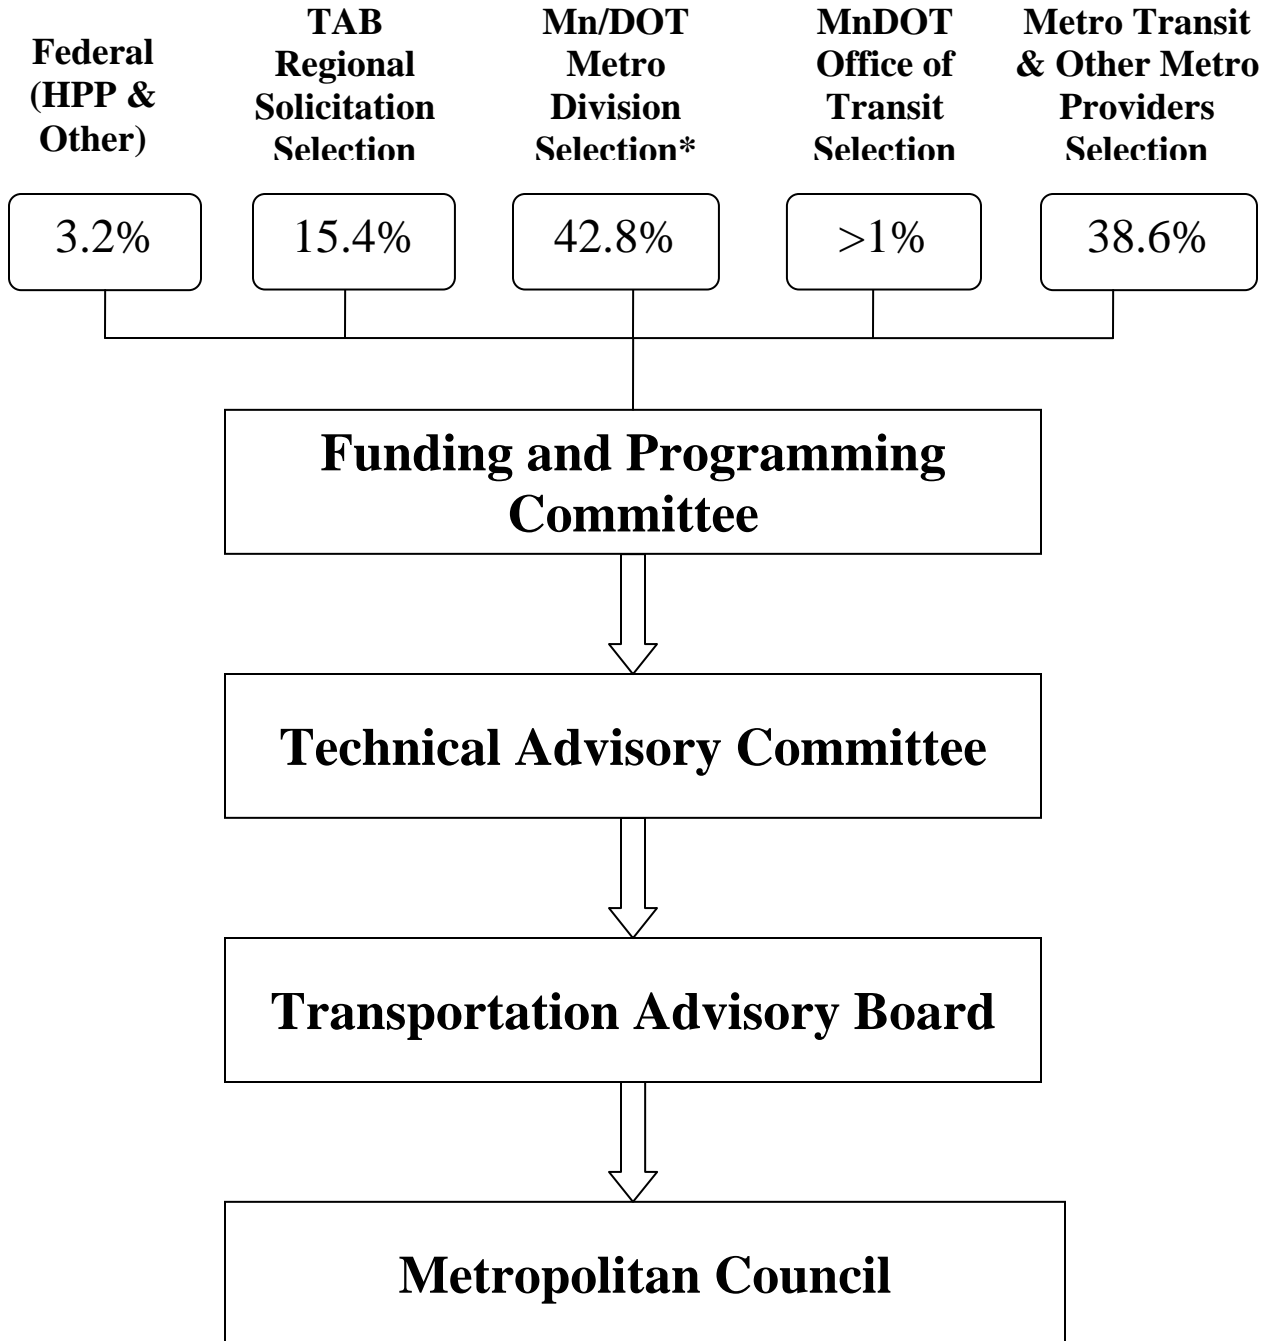 Federal
(HPP &
Other)
TAB
Regional
Solicitation
Selection
Mn/DOT
Metro
Division
Selection*
MnDOT
Office of
Transit
Selection
Metro Transit
& Other Metro
Providers
Selection
3.2%
15.4%
42.8%
>1%
38.6%
Funding and Programming
Committee
Technical Advisory Committee
Transportation Advisory Board
Metropolitan Council